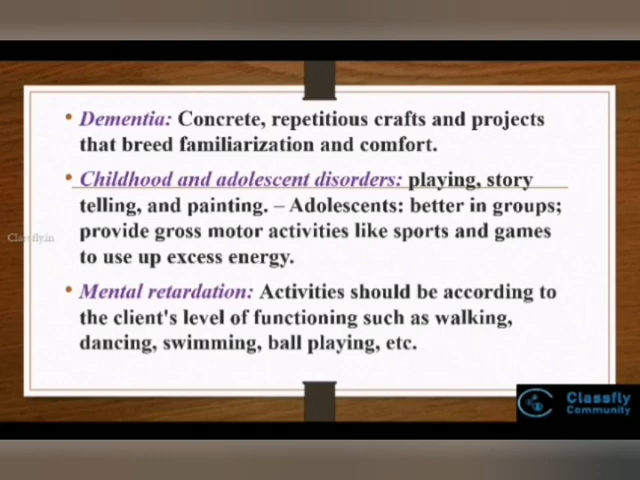 • Dementia: Concrete, repetitious crafts and projects
that breed familiarization and comfort.
• Childhood and adolescent disorders: playing, story
telling, and painting. – Adolescents: better in groups;
provide gross motor activities like sports and games
to use up excess energy.
• Mental retardation: Activities should be according to
the client's level of functioning such as walking,
dancing, swimming, ball playing, etc.
Classfly.in
Classfly
Community